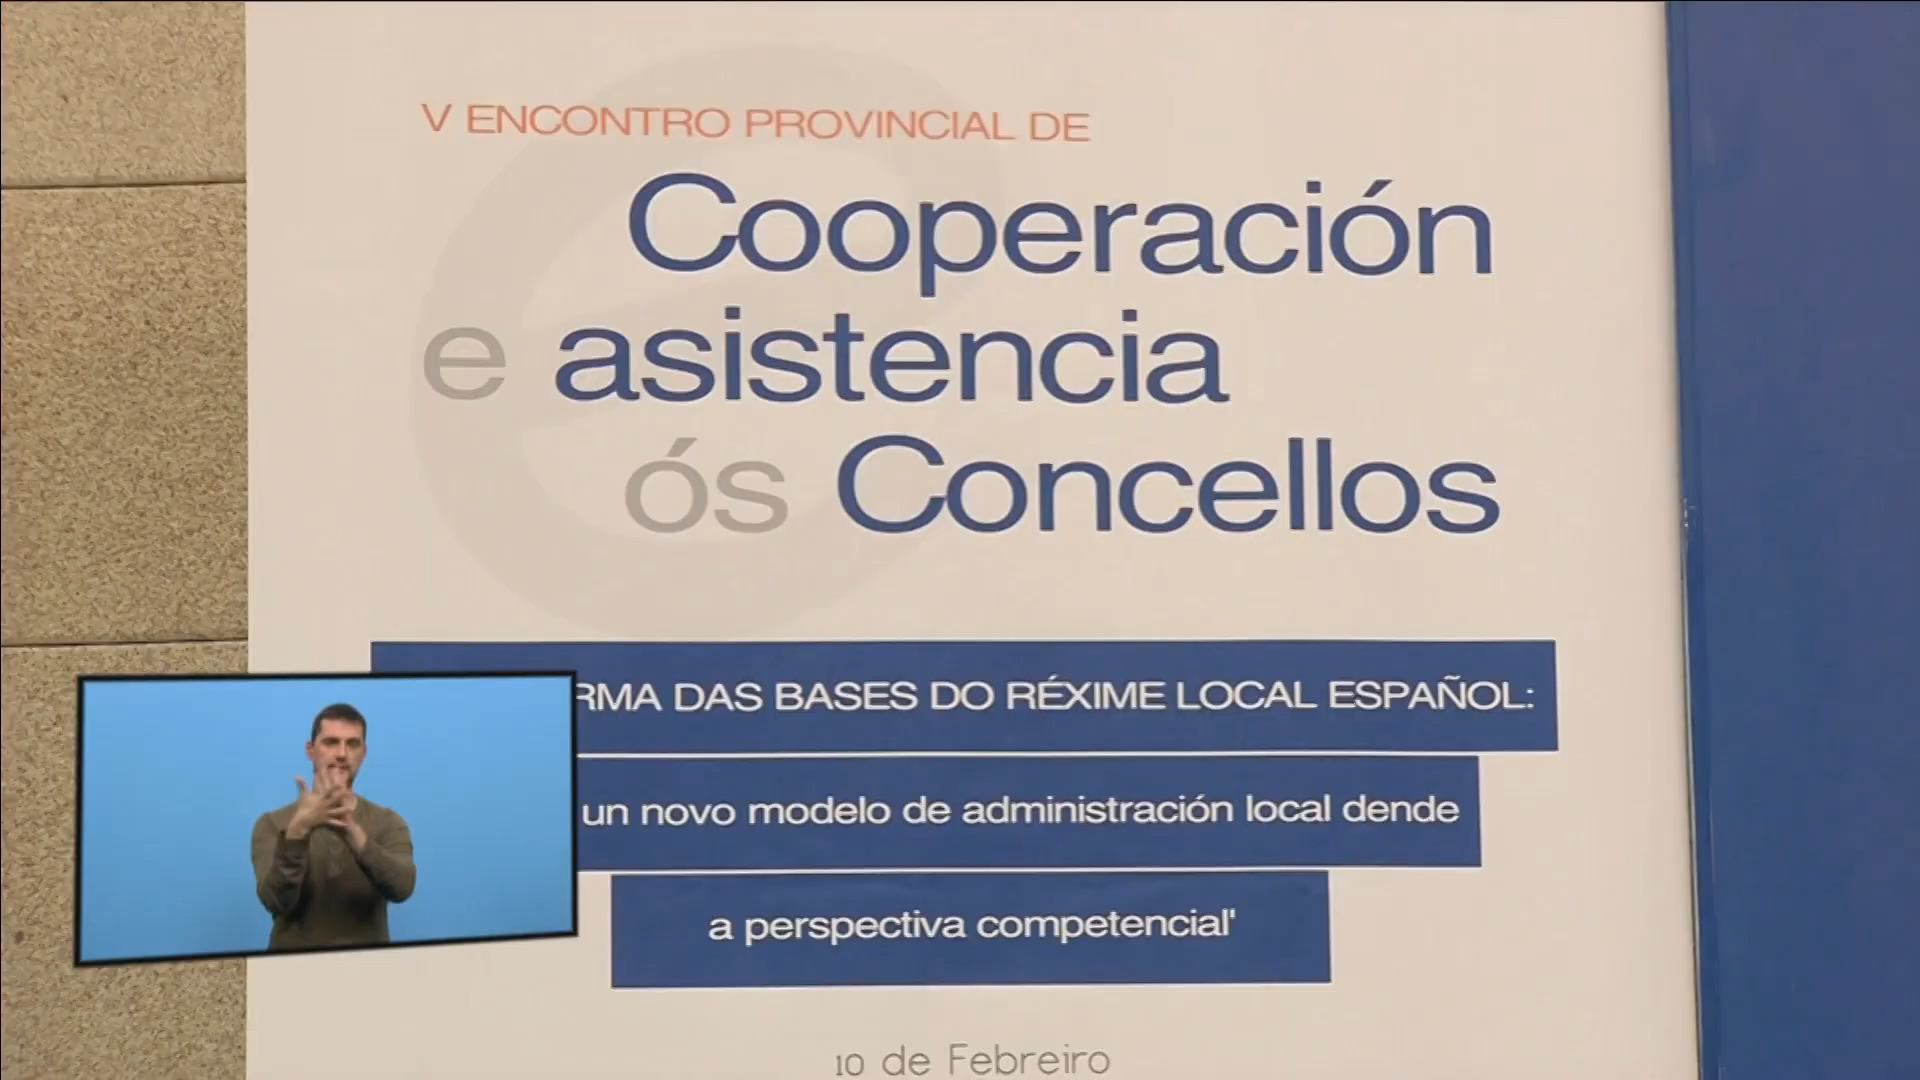 V ENCONTRO PROVINCIAL DE
Cooperación
e asistencia
ós Concellos
DAS BASES DO RÉXIME LOCAL ESPAÑOL:
un novo modelo de administración local dende
a perspectiva competencial'
10 de Febreiro